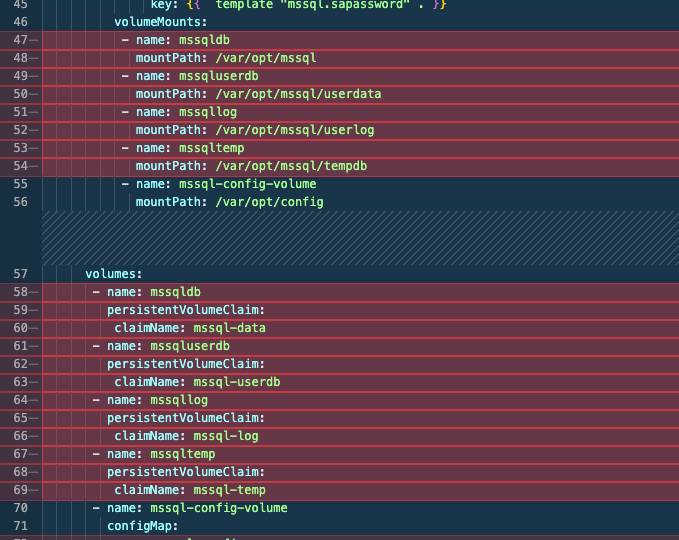 45 key: {{ template "mssql.sapassword" . }}
46 volumeMounts:
47— - name: mssqldb
48— mountPath: /var/opt/mssql
49— - name: mssqluserdb
50— mountPath: /var/opt/mssql/userdata
51— - name: mssqllog
52— mountPath: /var/opt/mssql/userlog
53— - name: mssqltemp
54— mountPath: /var/opt/mssql/tempdb
55 - name: mssql-config-volume
56 mountPath: /var/opt/config
57 volumes:
58— - name: mssqldb
59— persistentVolumeClaim:
60— claimName: mssql-data
61— - name: mssqluserdb
62— persistentVolumeClaim:
63— claimName: mssql-userdb
64— - name: mssqllog
65— persistentVolumeClaim:
66— claimName: mssql-log
67— - name: mssqltemp
68— persistentVolumeClaim:
69— claimName: mssql-temp
70 - name: mssql-config-volume
71 configMap: